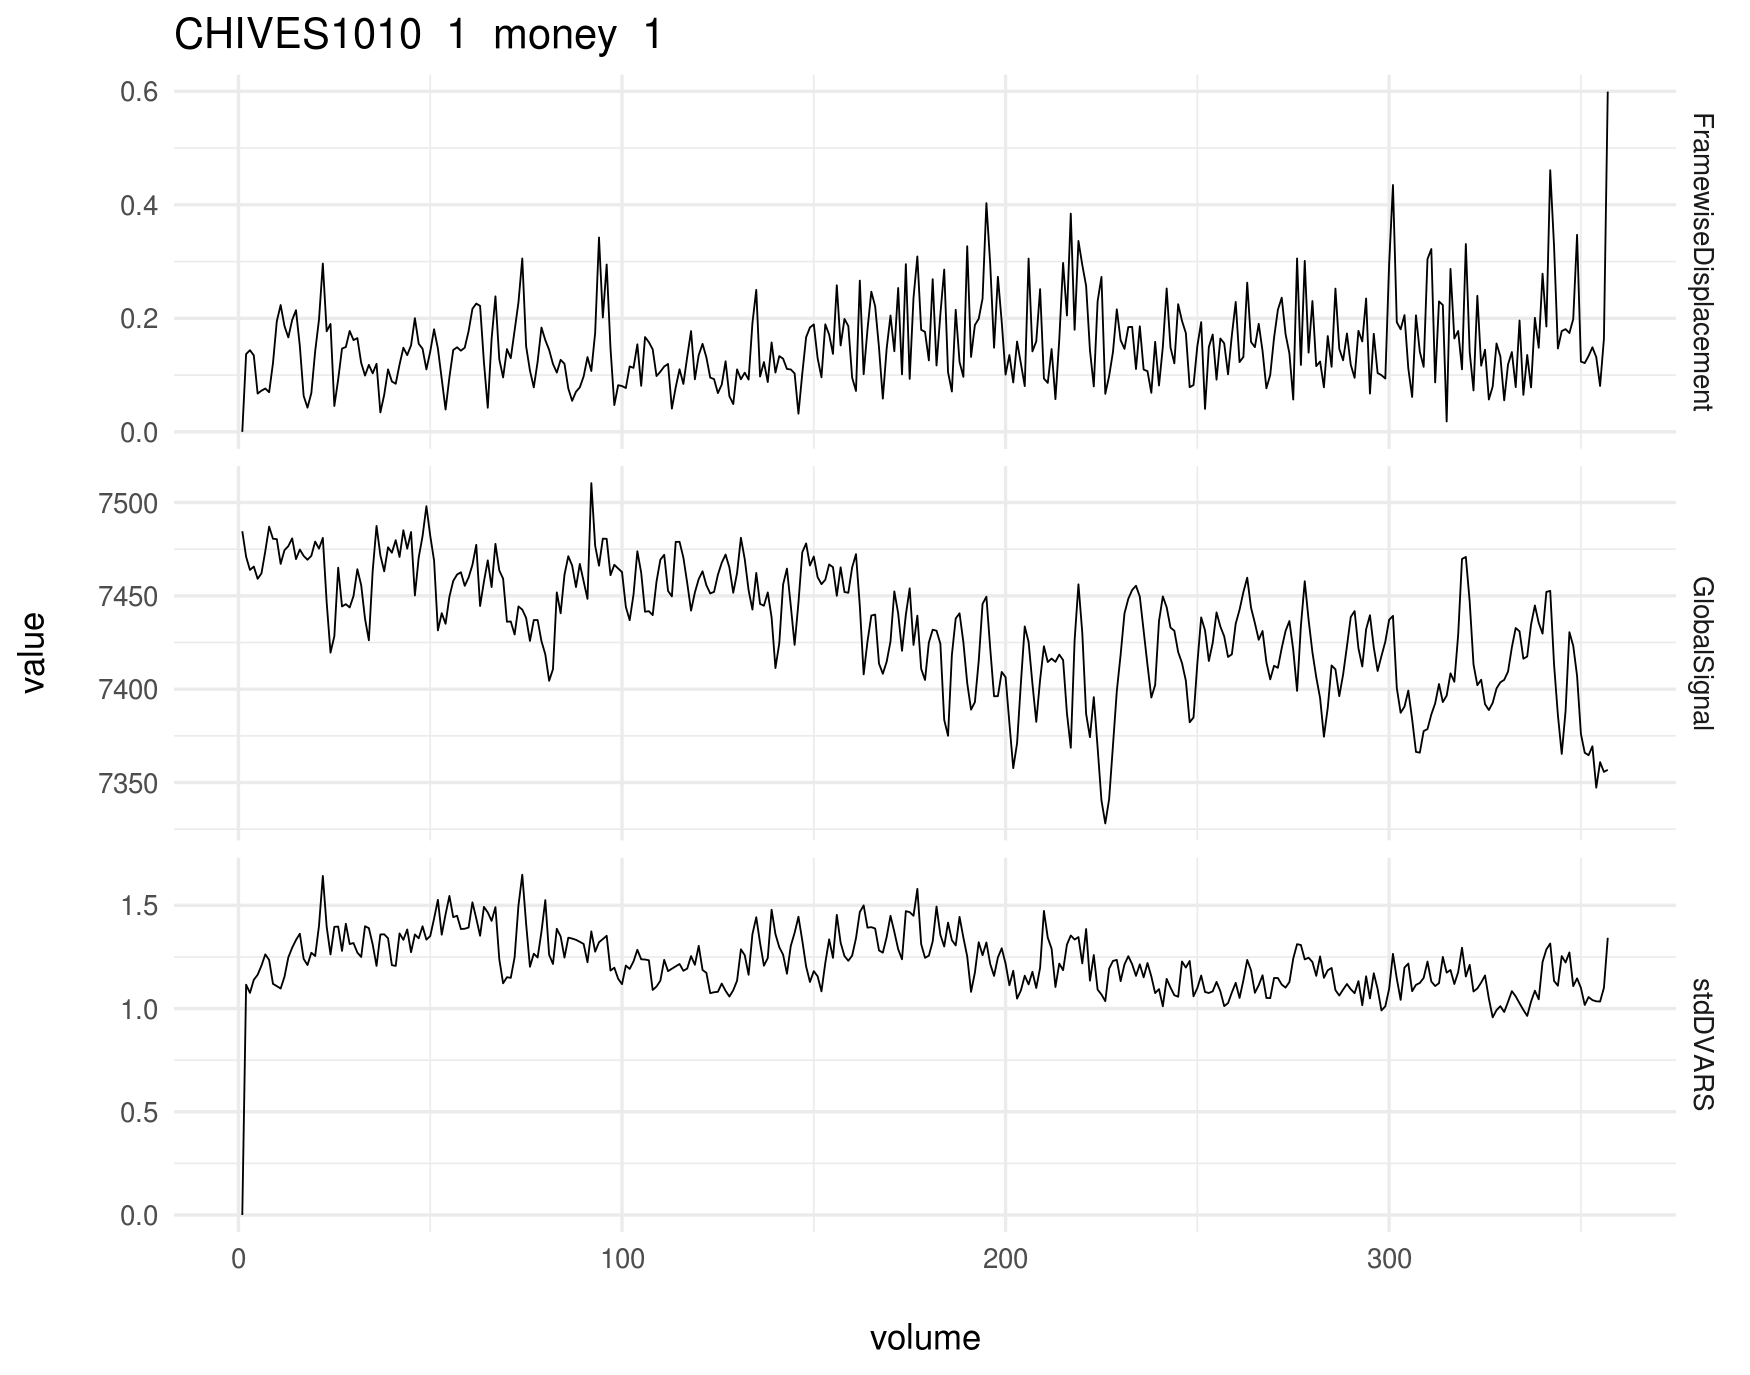 CHIVES1010 1 money 1
0.6
0.4
0.2
0.0
FramewiseDisplacement
7500
7450
7400
7350
GlobalSignal
value
1.5
1.0
0.5
0.0
stdDVARS
0 100 200 300
volume